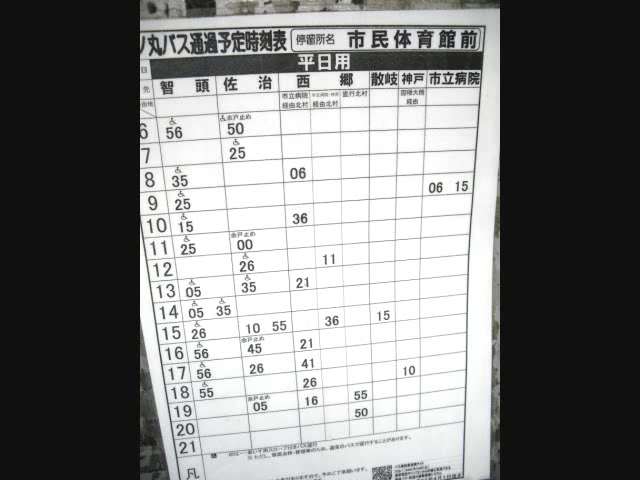 ノ丸バス通過予定時刻表 停留所名 市民体育館前
日 平日用
先 智頭 佐治 西郷 散岐 神戸 市立病院
市立病院 経由北村 経由北村 直行北村 経由
6 56 余戸止め 50
7 25
8 35 06
9 25 06 15
10 15 36
11 25 余戸止め 00
12 26 11
13 05 35 21
14 05 35
15 26 10 55 36 15
16 56 余戸止め 45 21
17 56 26 41
18 55 26 10
19 余戸止め 05 16 55
20 50
21
凡